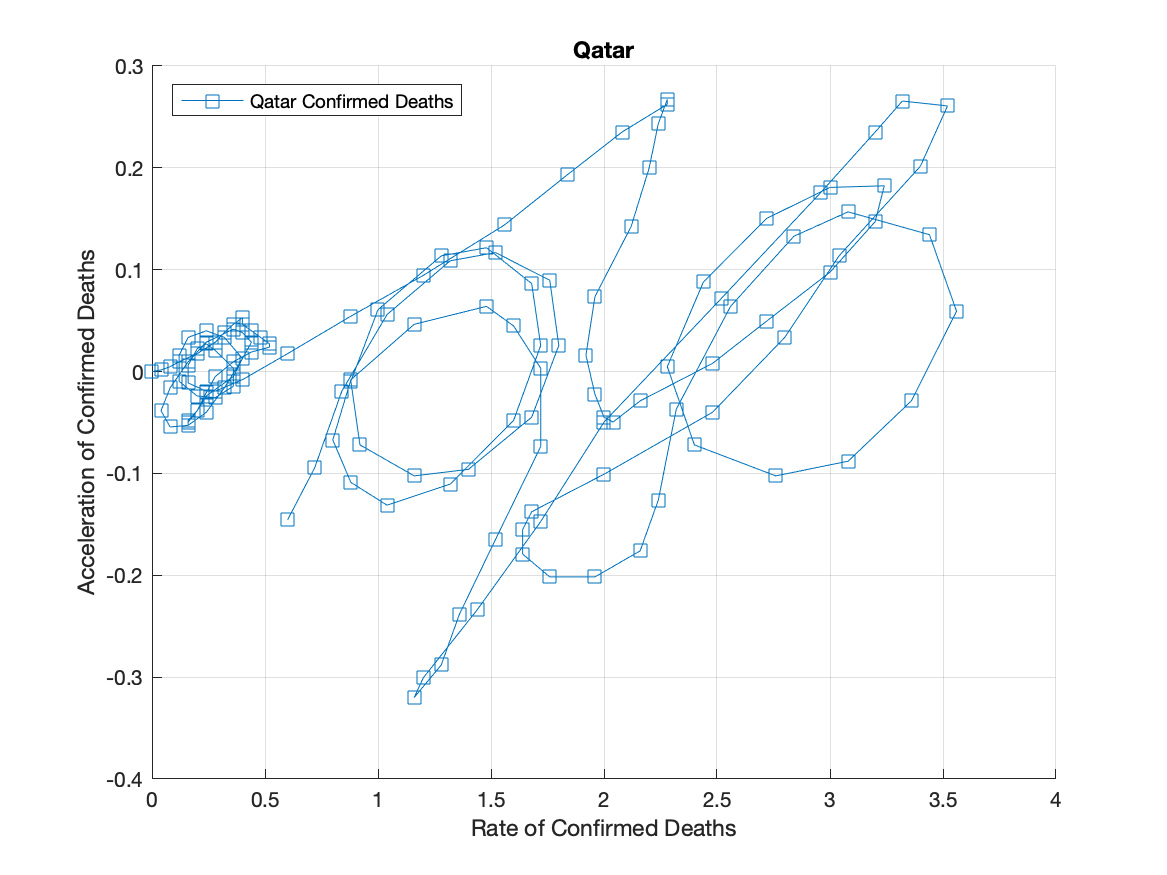 Qatar
Qatar Confirmed Deaths
0.3
0.2
0.1
0
-0.1
-0.2
-0.3
-0.4
Acceleration of Confirmed Deaths
0 0.5 1 1.5 2 2.5 3 3.5 4
Rate of Confirmed Deaths